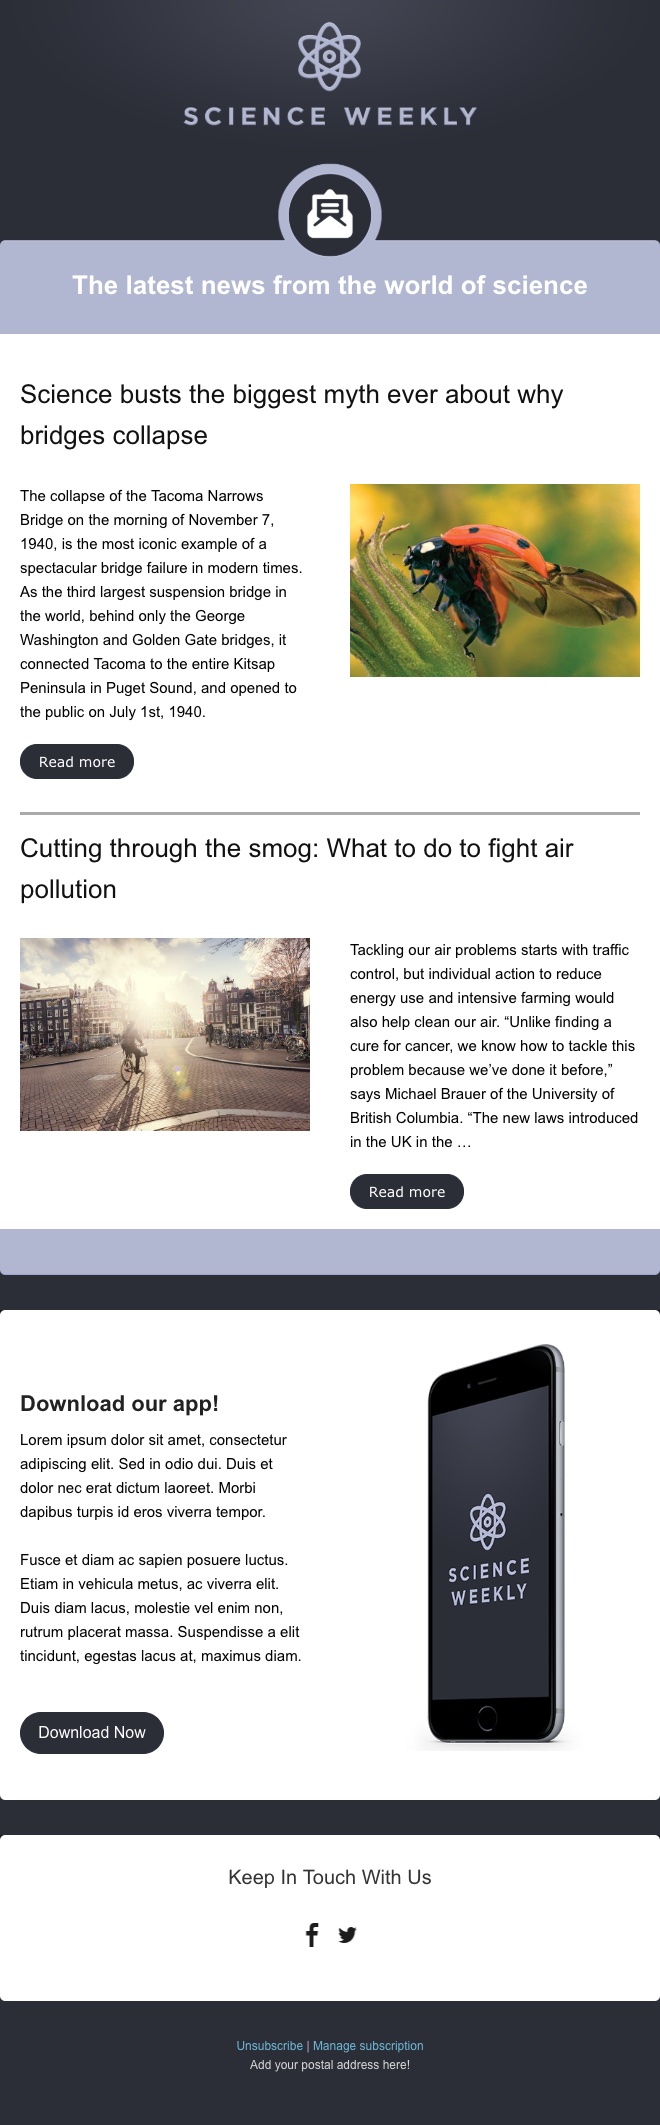 SCIENCE WEEKLY
The latest news from the world of science
Science busts the biggest myth ever about why
bridges collapse
The collapse of the Tacoma Narrows
Bridge on the morning of November 7,
1940, is the most iconic example of a
spectacular bridge failure in modern times.
As the third largest suspension bridge in
the world, behind only the George
Washington and Golden Gate bridges, it
connected Tacoma to the entire Kitsap
Peninsula in Puget Sound, and opened to
the public on July 1st, 1940.
Read more
Cutting through the smog: What to do to fight air
pollution
Tackling our air problems starts with traffic
control, but individual action to reduce
energy use and intensive farming would
also help clean our air. “Unlike finding a
cure for cancer, we know how to tackle this
problem because we’ve done it before,”
says Michael Brauer of the University of
British Columbia. “The new laws introduced
in the UK in the …
Read more
Download our app!
Lorem ipsum dolor sit amet, consectetur
adipiscing elit. Sed in odio dui. Duis et
dolor nec erat dictum laoreet. Morbi
dapibus turpis id eros viverra tempor.
Fusce et diam ac sapien posuere luctus.
Etiam in vehicula metus, ac viverra elit.
Duis diam lacus, molestie vel enim non,
rutrum placerat massa. Suspendisse a elit
tincidunt, egestas lacus at, maximus diam.
Download Now
SCIENCE
WEEKLY
Keep In Touch With Us
Unsubscribe | Manage subscription
Add your postal address here!